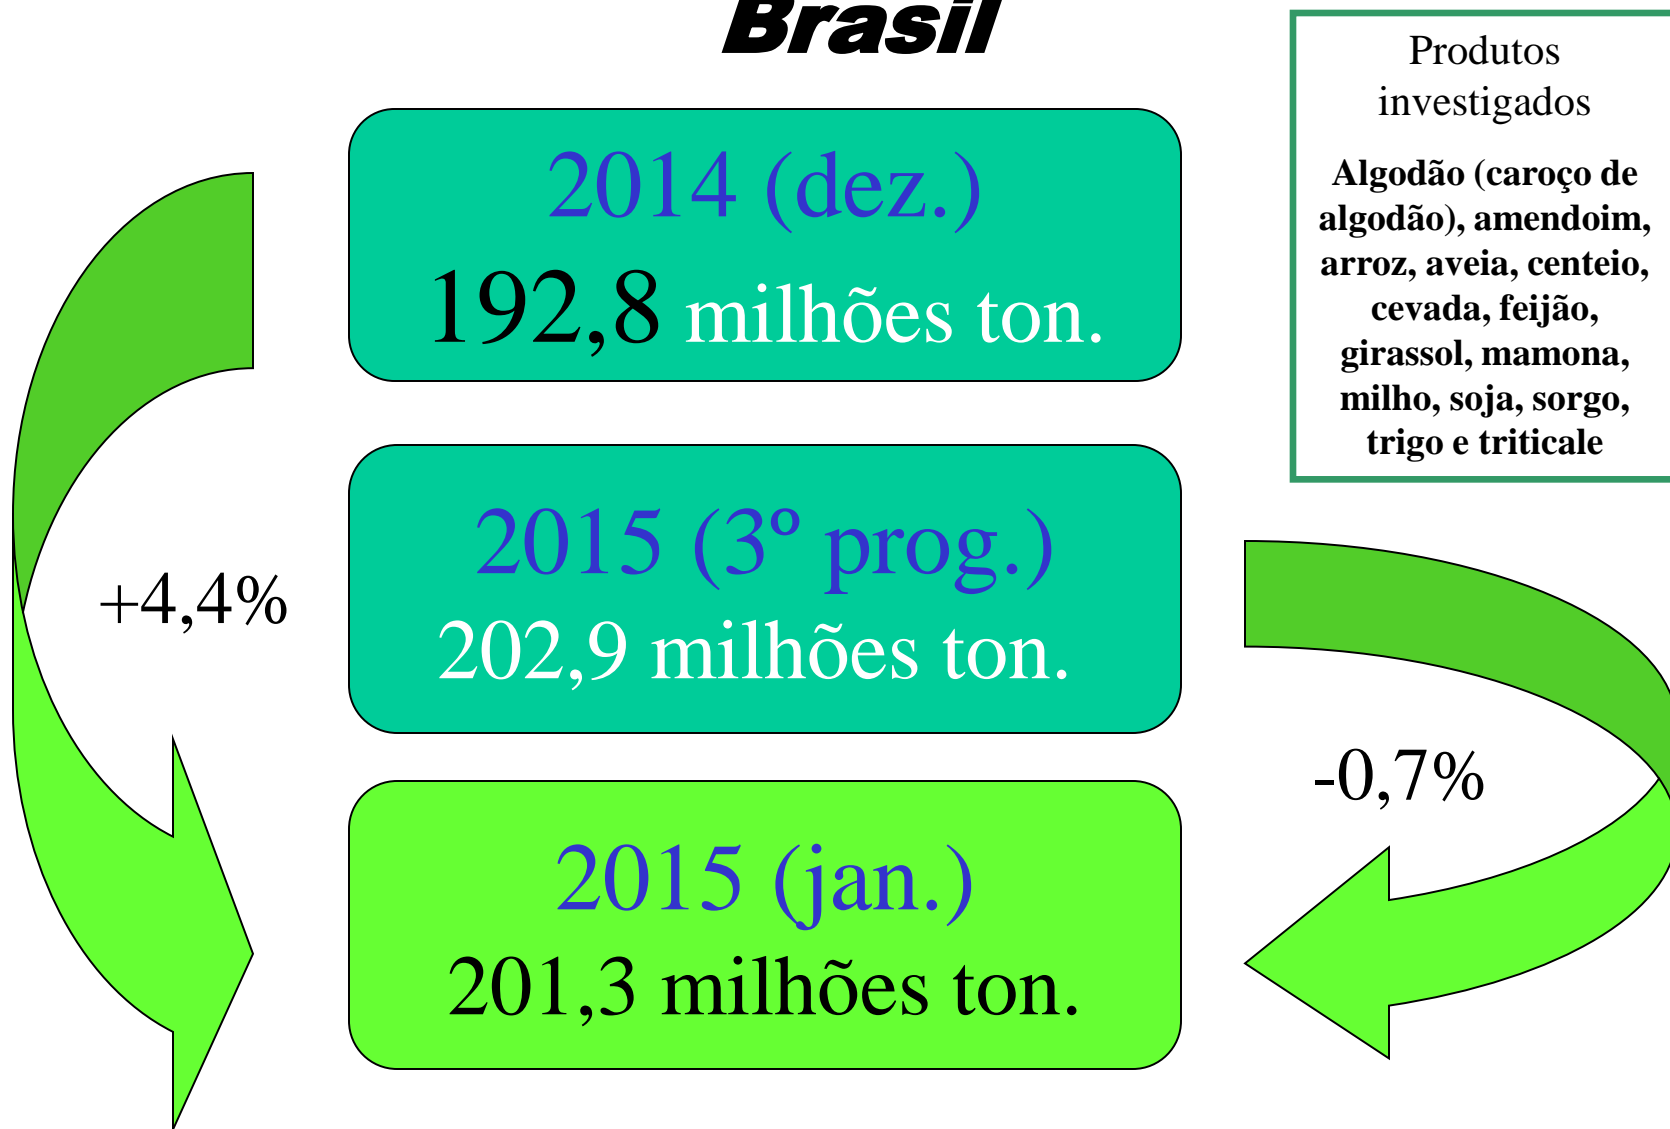 Brasil
2014 (dez.)
192,8 milhões ton.
2015 (3º prog.)
202,9 milhões ton.
2015 (jan.)
201,3 milhões ton.
+4,4%
-0,7%
Produtos
investigados
Algodão (caroço de
algodão), amendoim,
arroz, aveia, centeio,
cevada, feijão,
girassol, mamona,
milho, soja, sorgo,
trigo e triticale